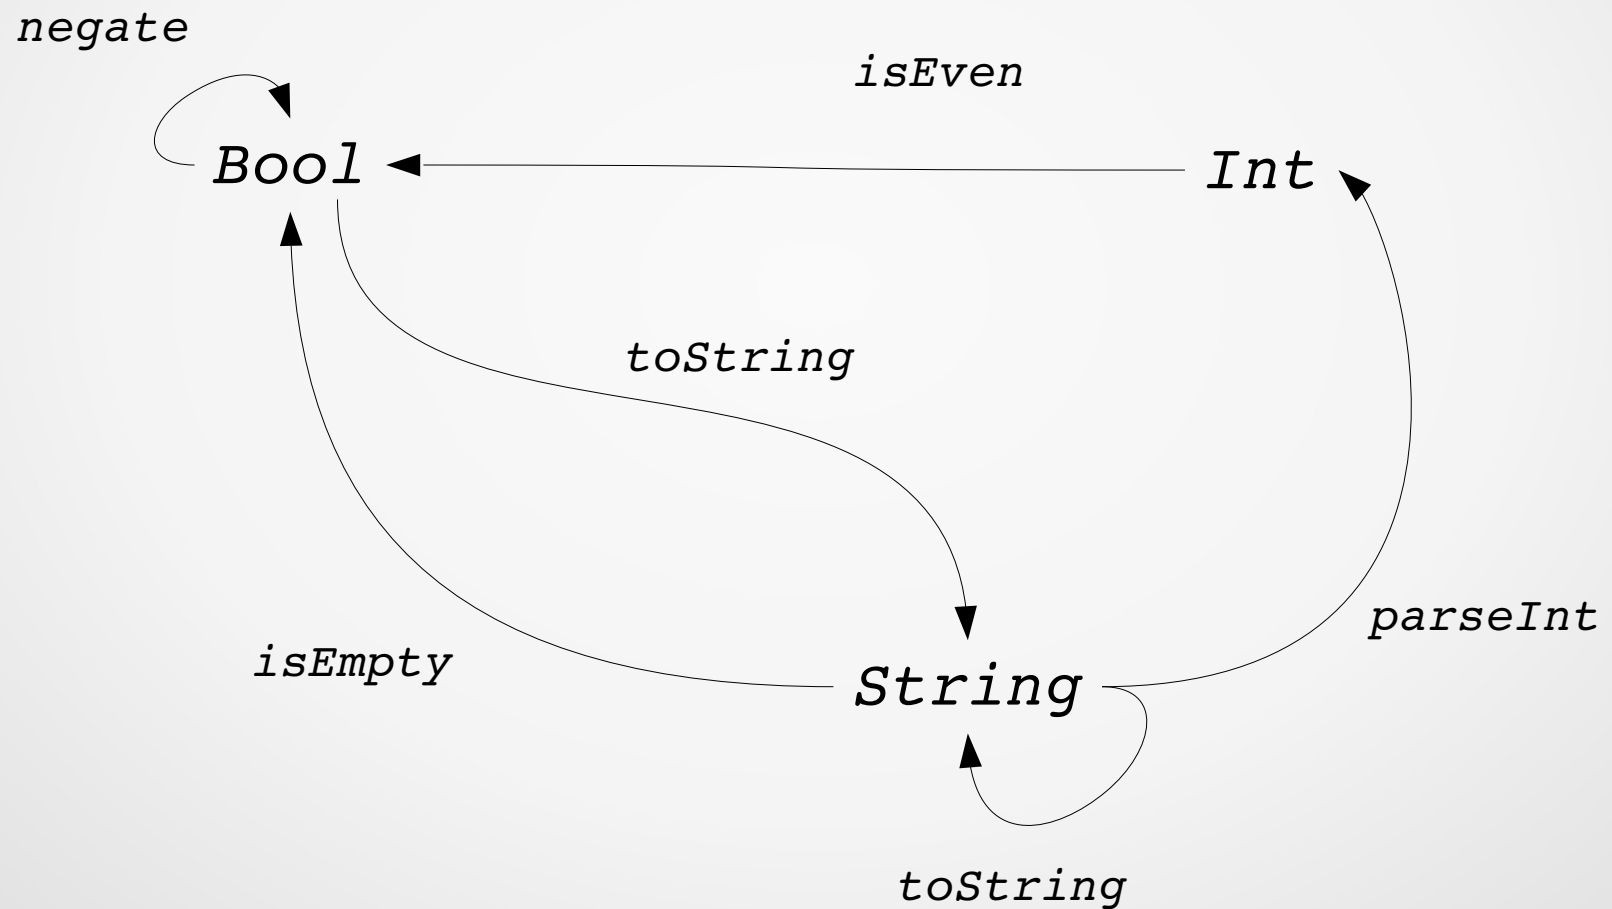 negate
isEven
Bool
Int
toString
parseInt
isEmpty
String
toString